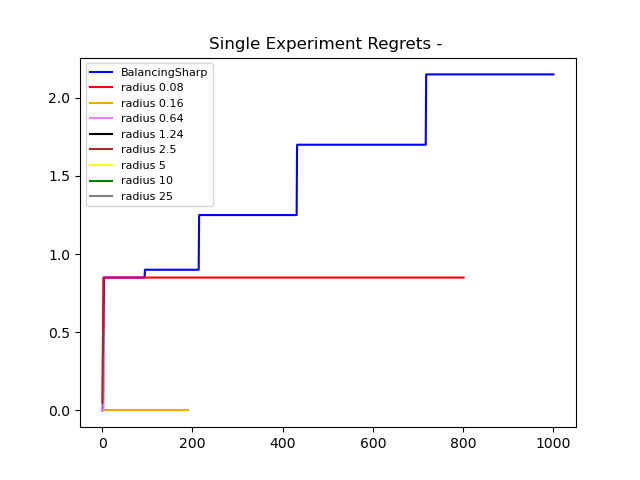 Single Experiment Regrets -
BalancingSharp
radius 0.08
radius 0.16
radius 0.64
radius 1.24
radius 2.5
radius 5
radius 10
radius 25
2.0
1.5
1.0
0.5
0.0
0 200 400 600 800 1000